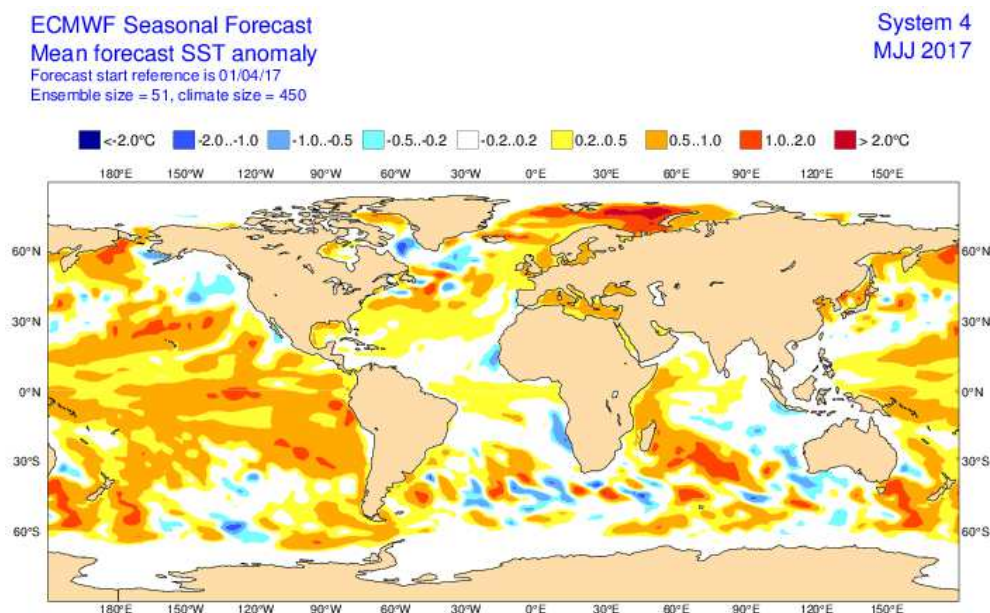 ECMWF Seasonal Forecast
System 4
Mean forecast SST anomaly
MJJ 2017
Forecast start reference is 01/04/17
Ensemble size = 51, climate size = 450
<-2.0°C -2.0..-1.0 -1.0..-0.5 -0.5..-0.2 -0.2..0.2 0.2..0.5 0.5..1.0 1.0..2.0 > 2.0°C
180°E 150°W 120°W 90°W 60°W 30°W 0°E 30°E 60°E 90°E 120°E 150°E
60°N 60°N
30°N 30°N
0°N 0°N
30°S 30°S
60°S 60°S
180°E 150°W 120°W 90°W 60°W 30°W 0°E 30°E 60°E 90°E 120°E 150°E